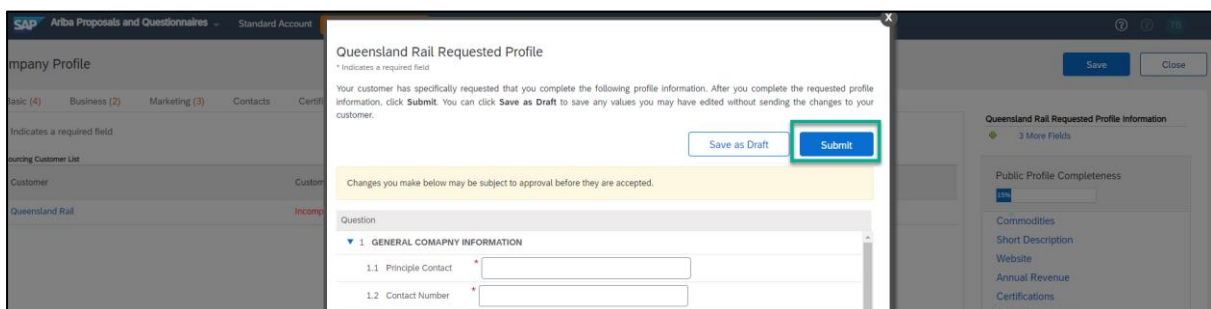 SAP Ariba Proposals and Questionnaires Standard Account
TB
mpany Profile
Save Close
Basic (4) Business (2) Marketing (3) Contacts Certifi
Indicates a required field
ourcing Customer List
Customer Custom
Queensland Rail Incomp
X
Queensland Rail Requested Profile
* Indicates a required field
Your customer has specifically requested that you complete the following profile information. After you complete the requested profile
information, click Submit. You can click Save as Draft to save any values you may have edited without sending the changes to your
customer.
Save as Draft Submit
Changes you make below may be subject to approval before they are accepted.
Question
▼ 1 GENERAL COMAPNY INFORMATION
1.1 Principle Contact *
1.2 Contact Number *
Queensland Rail Requested Profile Information
3 More Fields
Public Profile Completeness
Commodities
Short Description
Website
Annual Revenue
Certifications